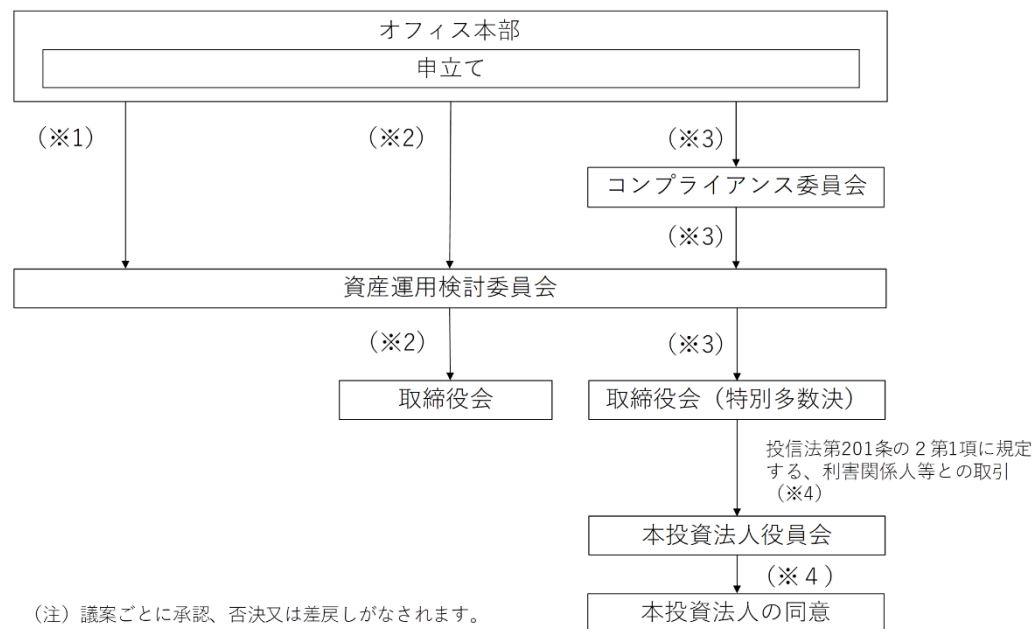 オフィス本部
申立て
（※1）
（※2）
（※3）
コンプライアンス委員会
（※3）
資産運用検討委員会
（※2）
（※3）
取締役会
取締役会（特別多数決）
投信法第201条の２第1項に規定
する、利害関係人等との取引
（※4）
本投資法人役員会
（※４）
（注）議案ごとに承認、否決又は差戻しがなされます。
本投資法人の同意